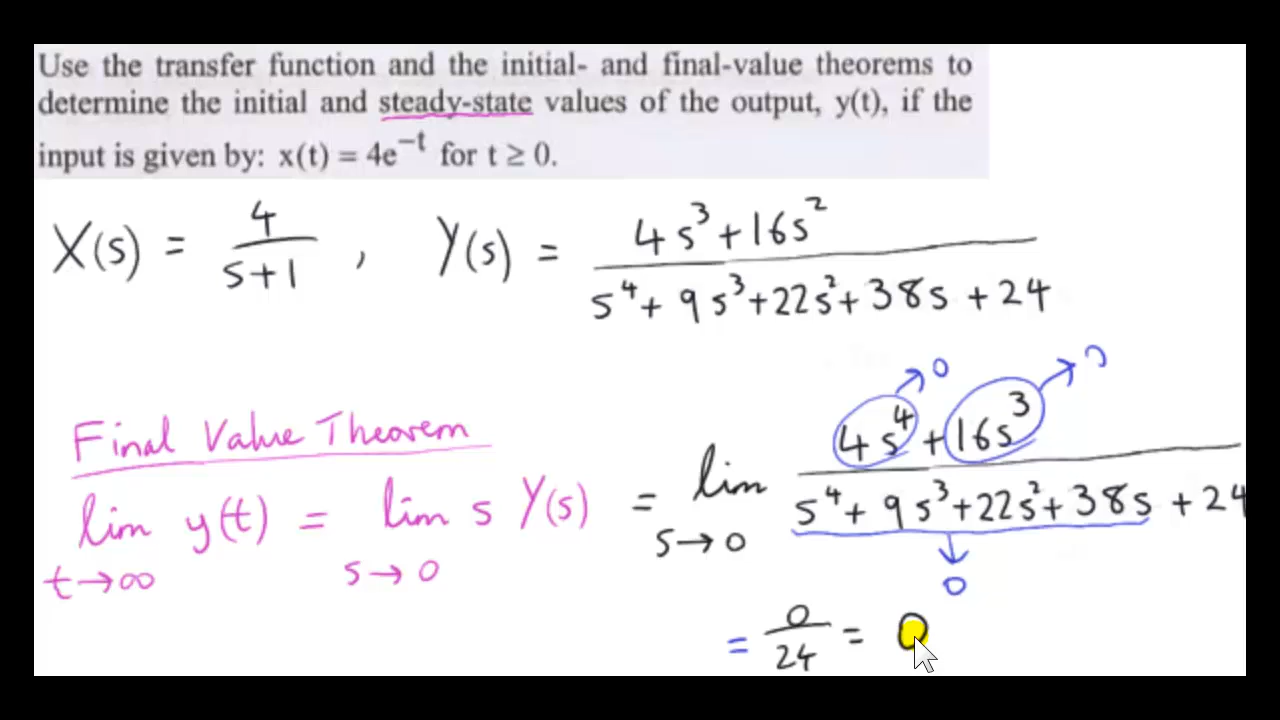 Use the transfer function and the initial- and final-value theorems to
determine the initial and steady-state values of the output, y(t), if the
input is given by: x(t) = 4e^−t for t ≥ 0.
X(s) = 4/(s+1) , Y(s) = (4s³+16s²)/(s⁴+9s³+22s²+38s+24)
Final Value Theorem
lim t→∞ y(t) = lim s→0 s Y(s) = lim s→0 (4s⁴+16s³)/(s⁴+9s³+22s²+38s+24)
→0
→0
↓
0
= 0/24 = 0